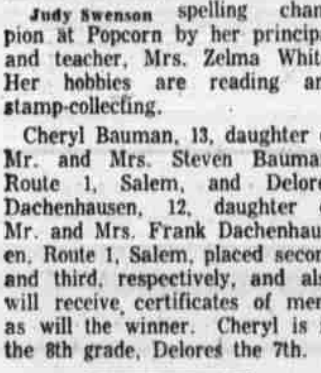 Judy Swenson spelling cham
pion at Popcorn by her princip
and teacher, Mrs. Zelma Whit
Her hobbies are reading an
stamp-collecting.
Cheryl Bauman, 13, daughter
Mr. and Mrs. Steven Bauma
Route 1, Salem, and Delore
Dachenhausen, 12, daughter
Mr. and Mrs. Frank Dachenhau
en, Route 1, Salem, placed secon
and third, respectively, and als
will receive certificates of mer
as will the winner. Cheryl is
the 8th grade, Delores the 7th.